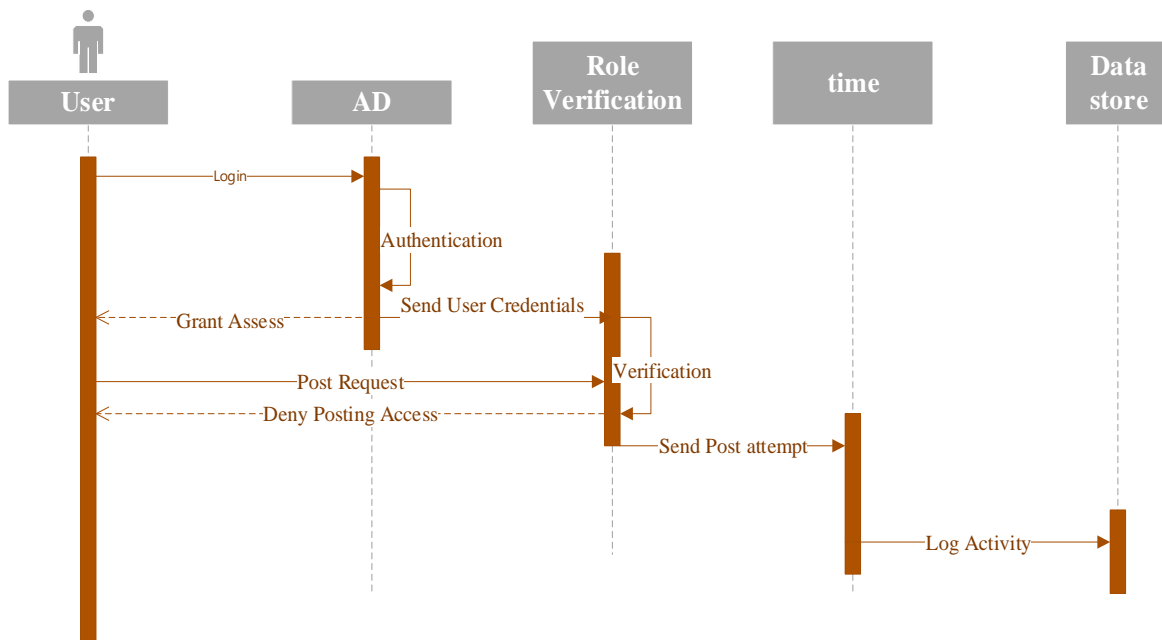 User
AD
Role
Verification
time
Data
store
Login
Authentication
Send User Credentials
Grant Assess
Verification
Post Request
Deny Posting Access
Send Post attempt
Log Activity